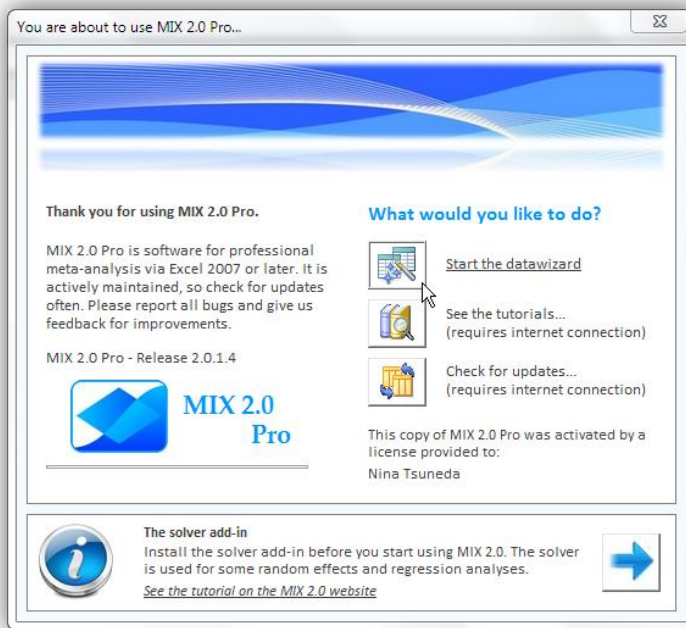 You are about to use MIX 2.0 Pro...
Thank you for using MIX 2.0 Pro.
MIX 2.0 Pro is software for professional
meta-analysis via Excel 2007 or later. It is
actively maintained, so check for updates
often. Please report all bugs and give us
feedback for improvements.
MIX 2.0 Pro - Release 2.0.1.4
MIX 2.0
Pro
What would you like to do?
Start the datawizard
See the tutorials...
(requires internet connection)
Check for updates...
(requires internet connection)
This copy of MIX 2.0 Pro was activated by a
license provided to:
Nina Tsuneda
The solver add-in
Install the solver add-in before you start using MIX 2.0. The solver
is used for some random effects and regression analyses.
See the tutorial on the MIX 2.0 website